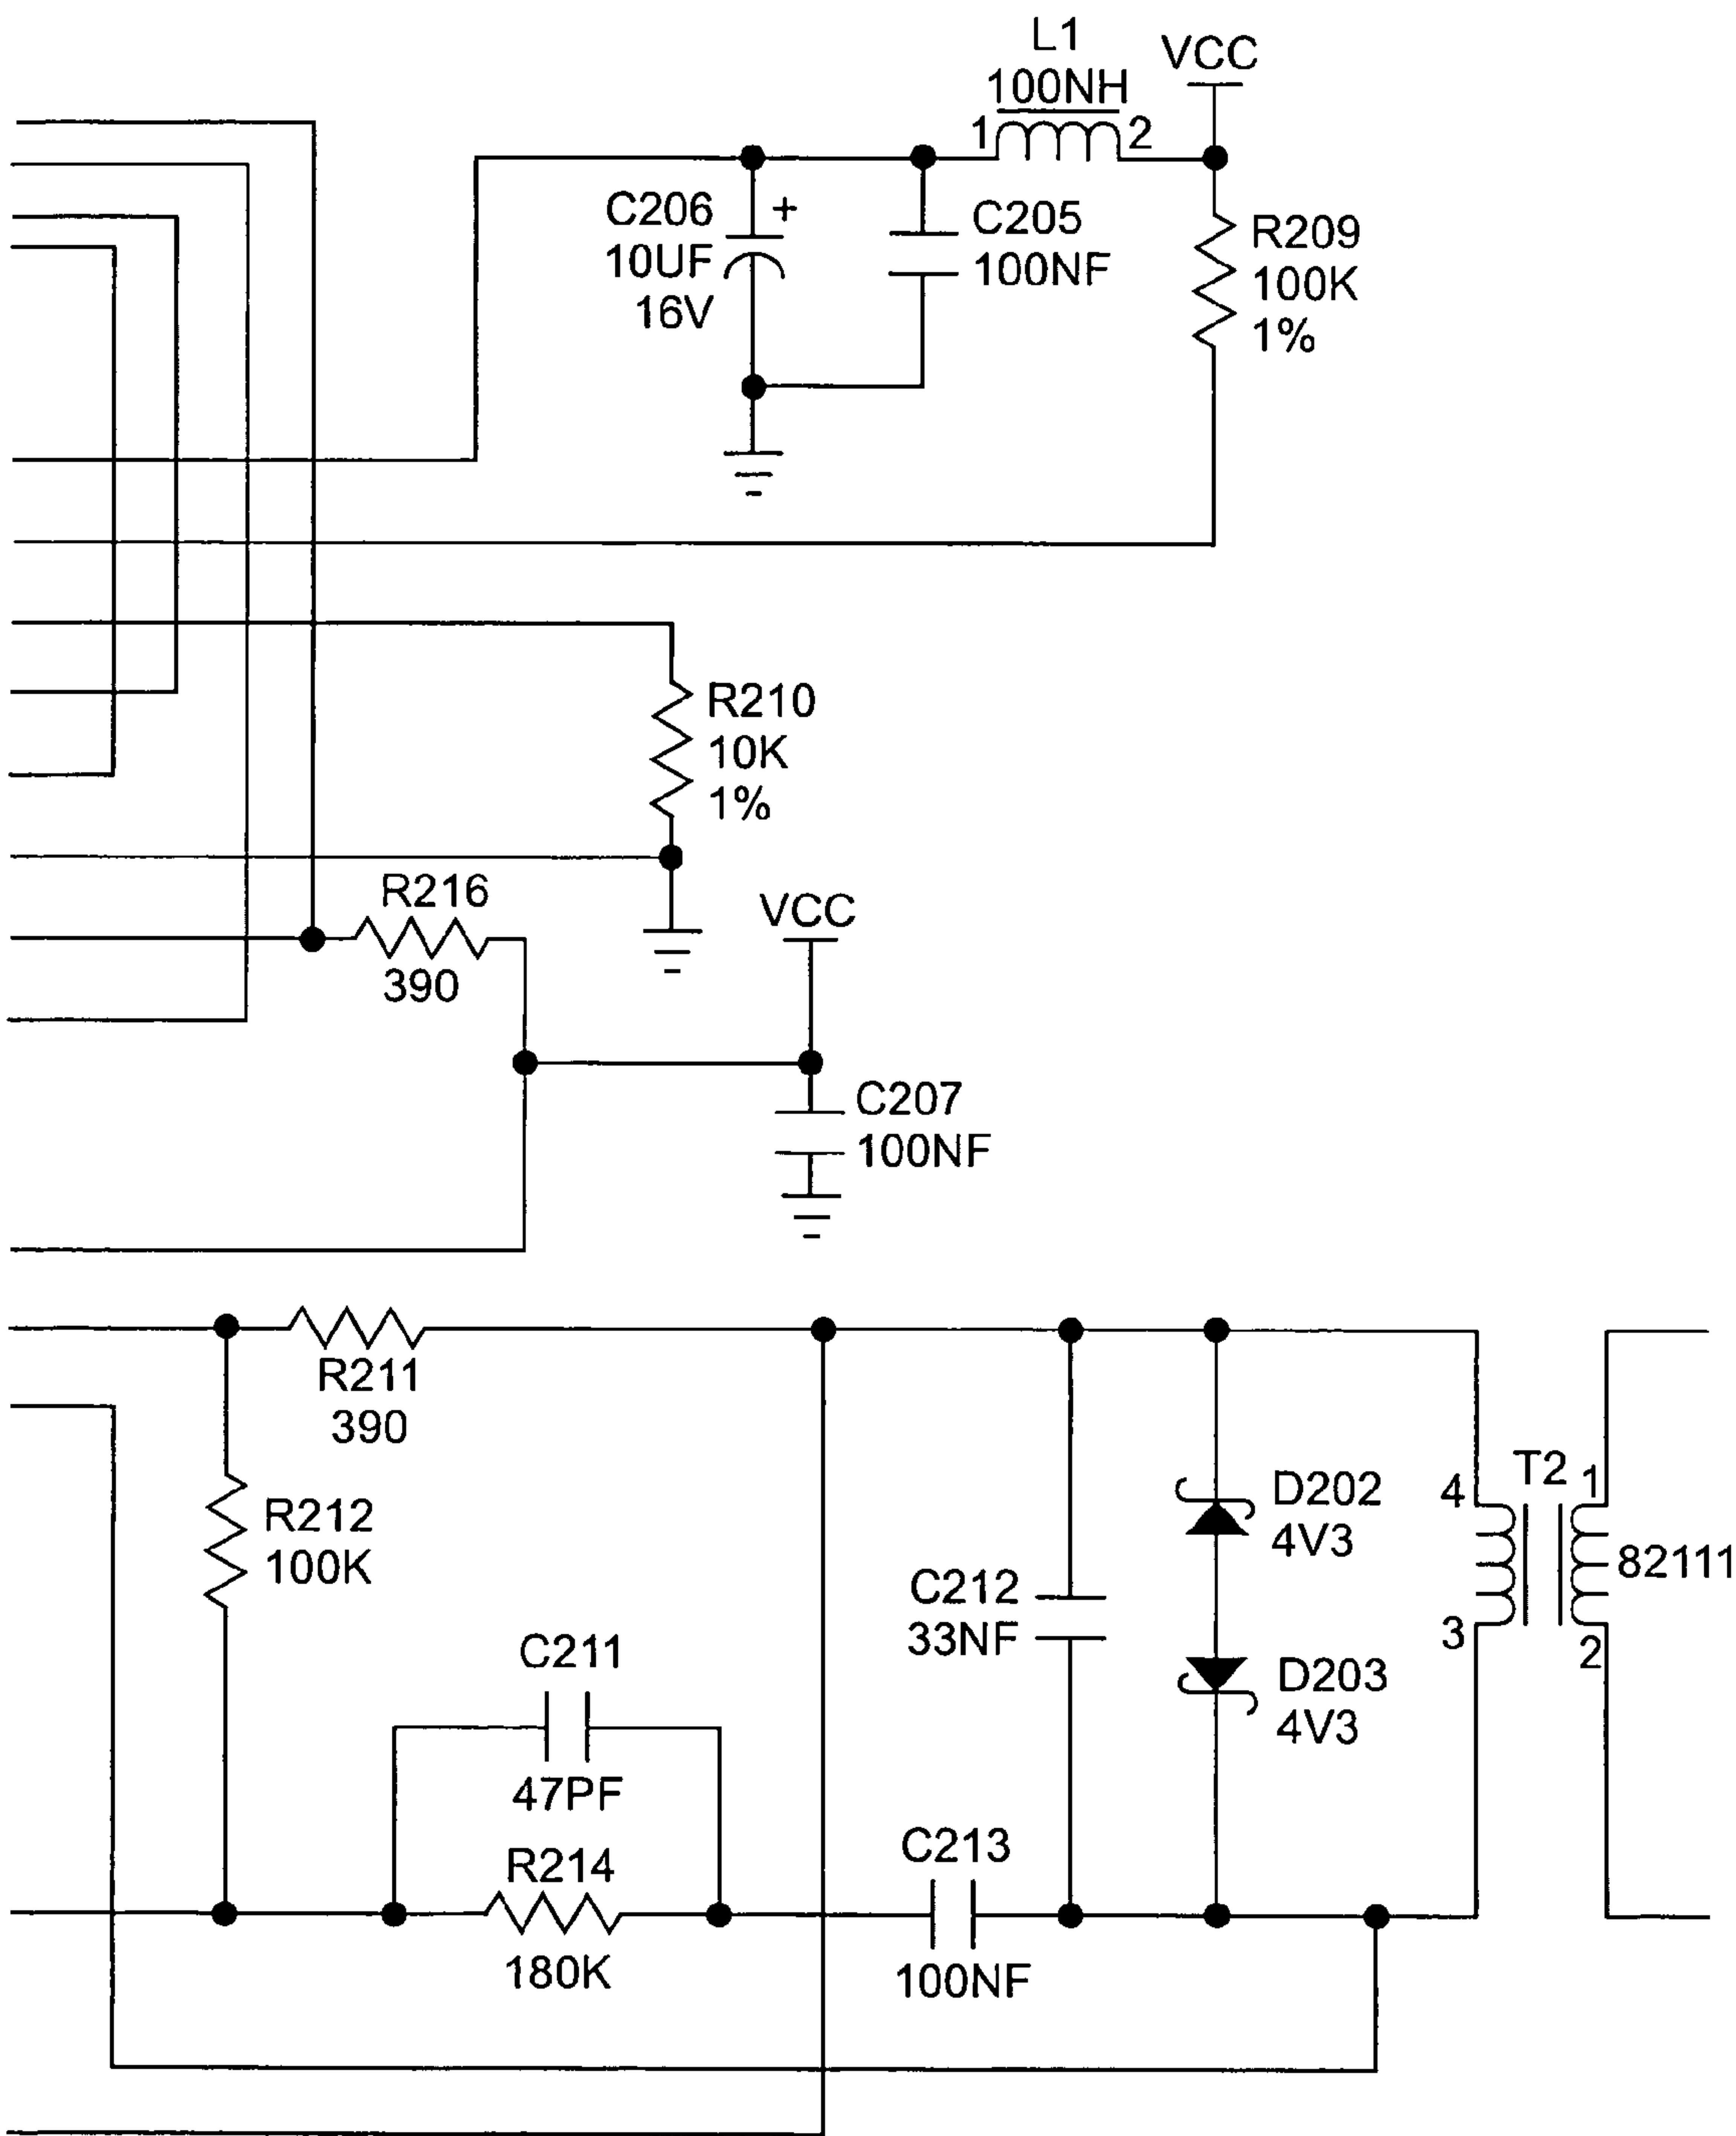 L1
100NH
1
2
VCC
C206
10UF
16V
+
C205
100NF
R209
100K
1%
R210
10K
1%
R216
390
VCC
C207
100NF
R211
390
R212
100K
C211
47PF
R214
180K
C213
100NF
C212
33NF
D202
4V3
D203
4V3
4
3
T2
1
2
82111